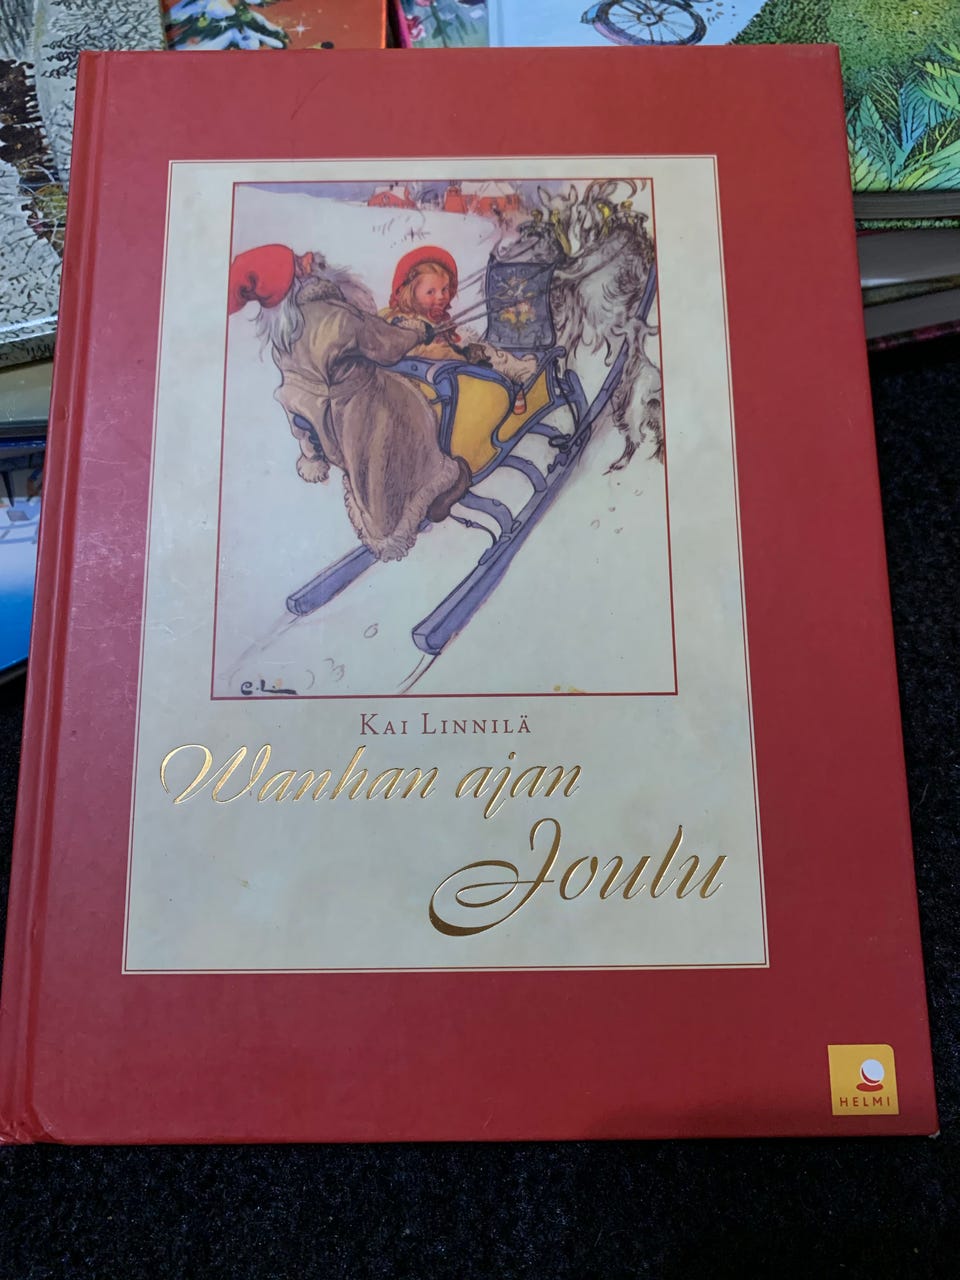 C.L.
KAI LINNILÄ
Wanhan ajan
Joulu
HELMI